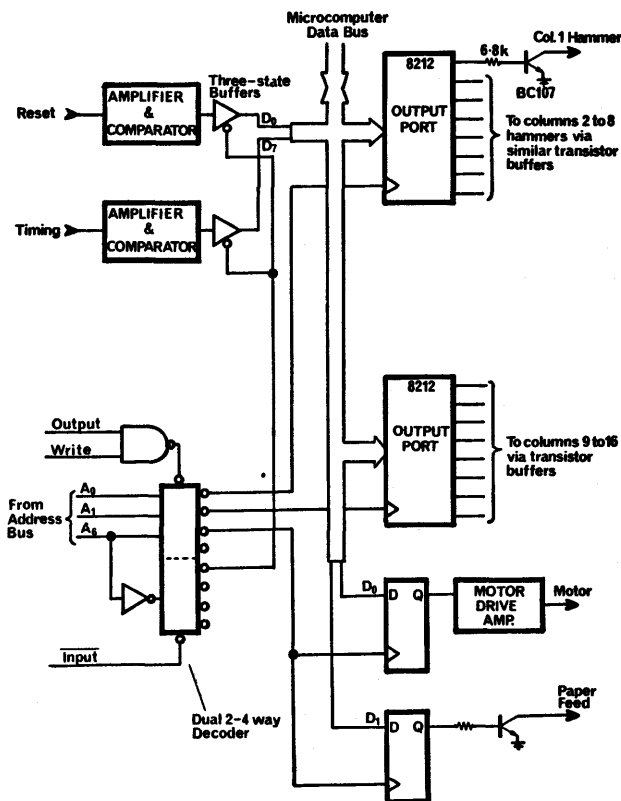 Microcomputer
Data Bus
Reset
AMPLIFIER
&
COMPARATOR
Three-state
Buffers
D0
D7
Timing
AMPLIFIER
&
COMPARATOR
8212
OUTPUT
PORT
6·8k
Col.1 Hammer
BC107
To columns 2 to 8
hammers via
similar transistor
buffers
8212
OUTPUT
PORT
To columns 9 to 16
via transistor
buffers
Output
Write
From
Address
Bus
A0
A1
A6
Input
Dual 2-4 way
Decoder
D0
D Q
MOTOR
DRIVE
AMP.
Motor
D1
D Q
Paper
Feed